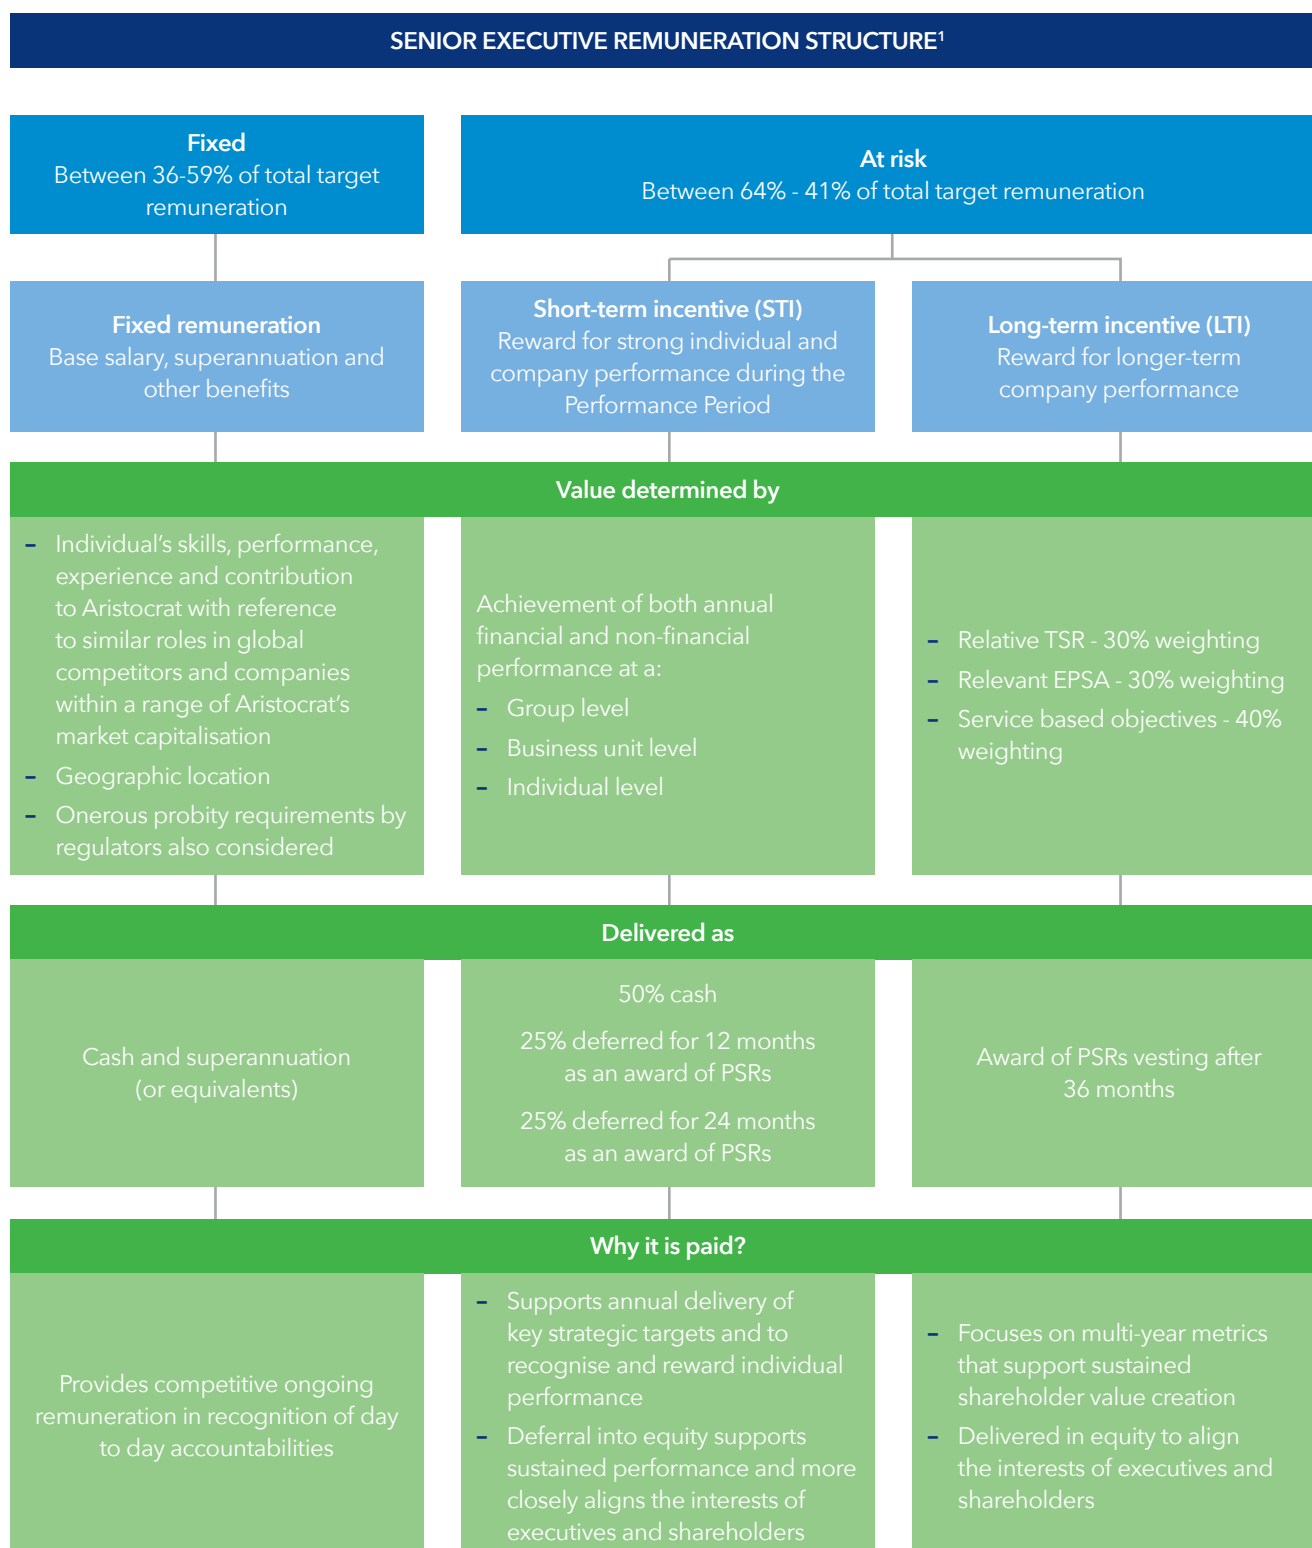 SENIOR EXECUTIVE REMUNERATION STRUCTURE¹
Fixed
Between 36-59% of total target
remuneration
At risk
Between 64% - 41% of total target remuneration
Fixed remuneration
Base salary, superannuation and
other benefits
Short-term incentive (STI)
Reward for strong individual and
company performance during the
Performance Period
Long-term incentive (LTI)
Reward for longer-term
company performance
Value determined by
– Individual’s skills, performance,
experience and contribution
to Aristocrat with reference
to similar roles in global
competitors and companies
within a range of Aristocrat’s
market capitalisation
– Geographic location
– Onerous probity requirements by
regulators also considered
Achievement of both annual
financial and non-financial
performance at a:
– Group level
– Business unit level
– Individual level
– Relative TSR - 30% weighting
– Relevant EPSA - 30% weighting
– Service based objectives - 40%
weighting
Delivered as
Cash and superannuation
(or equivalents)
50% cash
25% deferred for 12 months
as an award of PSRs
25% deferred for 24 months
as an award of PSRs
Award of PSRs vesting after
36 months
Why it is paid?
Provides competitive ongoing
remuneration in recognition of day
to day accountabilities
– Supports annual delivery of
key strategic targets and to
recognise and reward individual
performance
– Deferral into equity supports
sustained performance and more
closely aligns the interests of
executives and shareholders
– Focuses on multi-year metrics
that support sustained
shareholder value creation
– Delivered in equity to align
the interests of executives and
shareholders